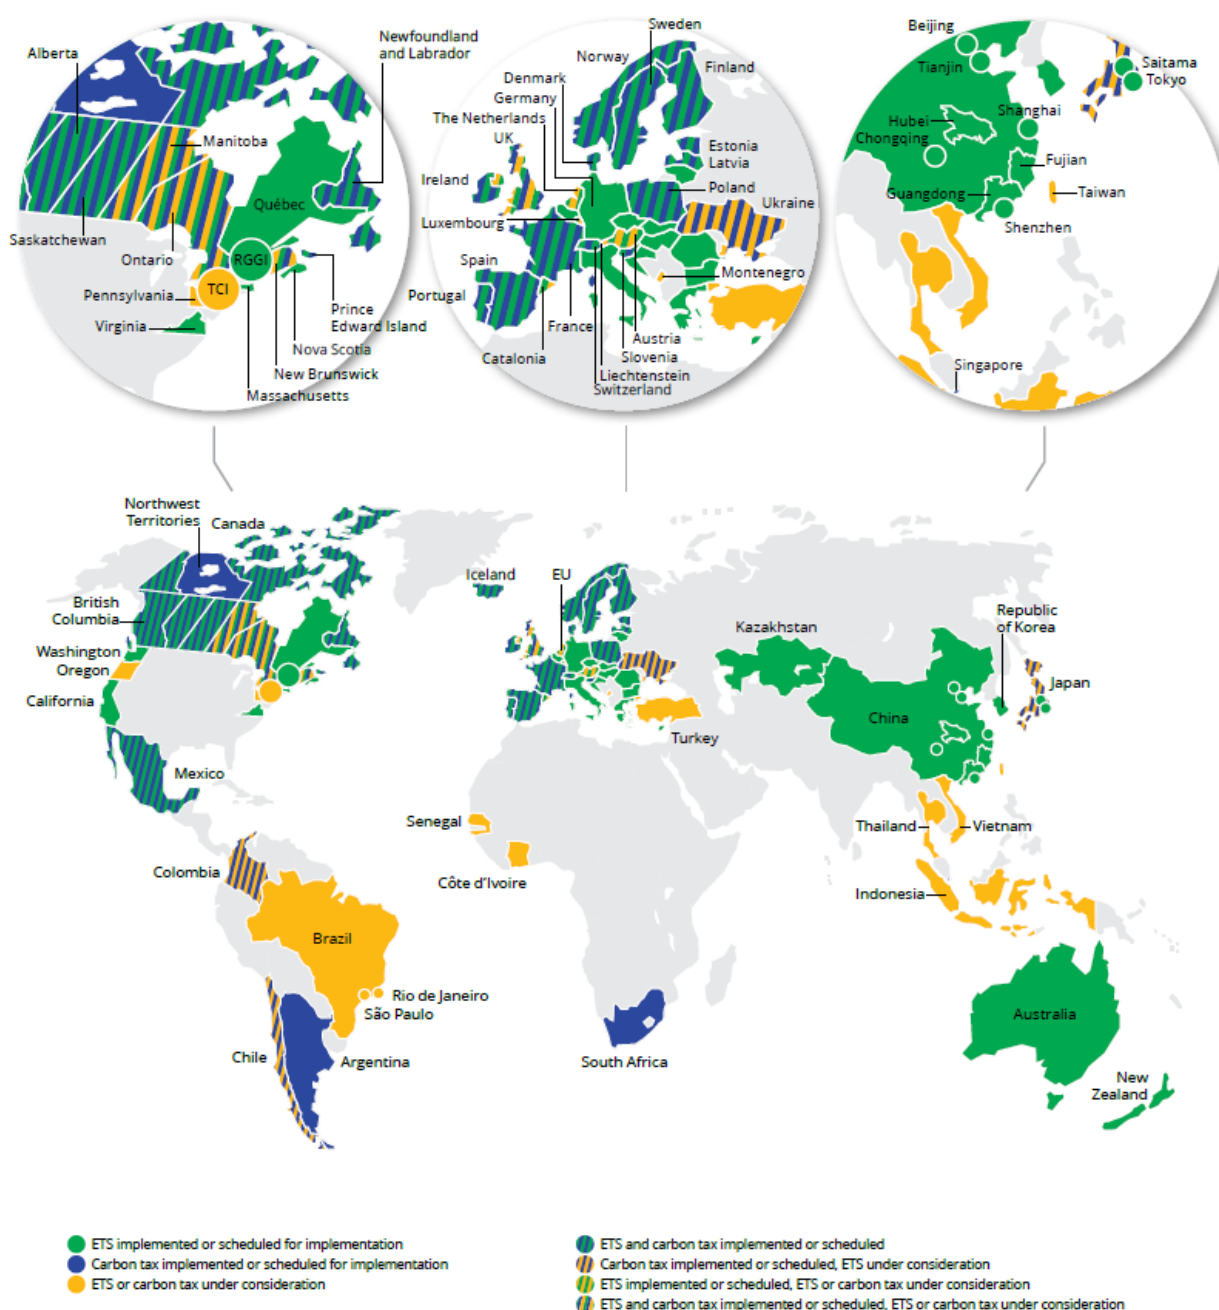 Alberta
Newfoundland
and Labrador
Manitoba
Québec
Saskatchewan
Ontario
RGGI
TCI
Pennsylvania
Virginia
Prince
Edward Island
Nova Scotia
New Brunswick
Massachusetts
Sweden
Norway
Finland
Denmark
Germany
The Netherlands
UK
Estonia
Latvia
Ireland
Poland
Ukraine
Luxembourg
Spain
Montenegro
Portugal
France
Austria
Catalonia
Slovenia
Liechtenstein
Switzerland
Beijing
Tianjin
Saitama
Tokyo
Shanghai
Hubei
Chongqing
Fujian
Guangdong
Taiwan
Shenzhen
Singapore
Northwest
Territories
Canada
Iceland
EU
British
Columbia
Republic
of Korea
Kazakhstan
Washington
Oregon
California
Japan
China
Turkey
Mexico
Senegal
Thailand
Vietnam
Colombia
Côte d'Ivoire
Indonesia
Brazil
Rio de Janeiro
São Paulo
Australia
Chile
Argentina
South Africa
New
Zealand
ETS implemented or scheduled for implementation
Carbon tax implemented or scheduled for implementation
ETS or carbon tax under consideration
ETS and carbon tax implemented or scheduled
Carbon tax implemented or scheduled, ETS under consideration
ETS implemented or scheduled, ETS or carbon tax under consideration
ETS and carbon tax implemented or scheduled, ETS or carbon tax under consideration